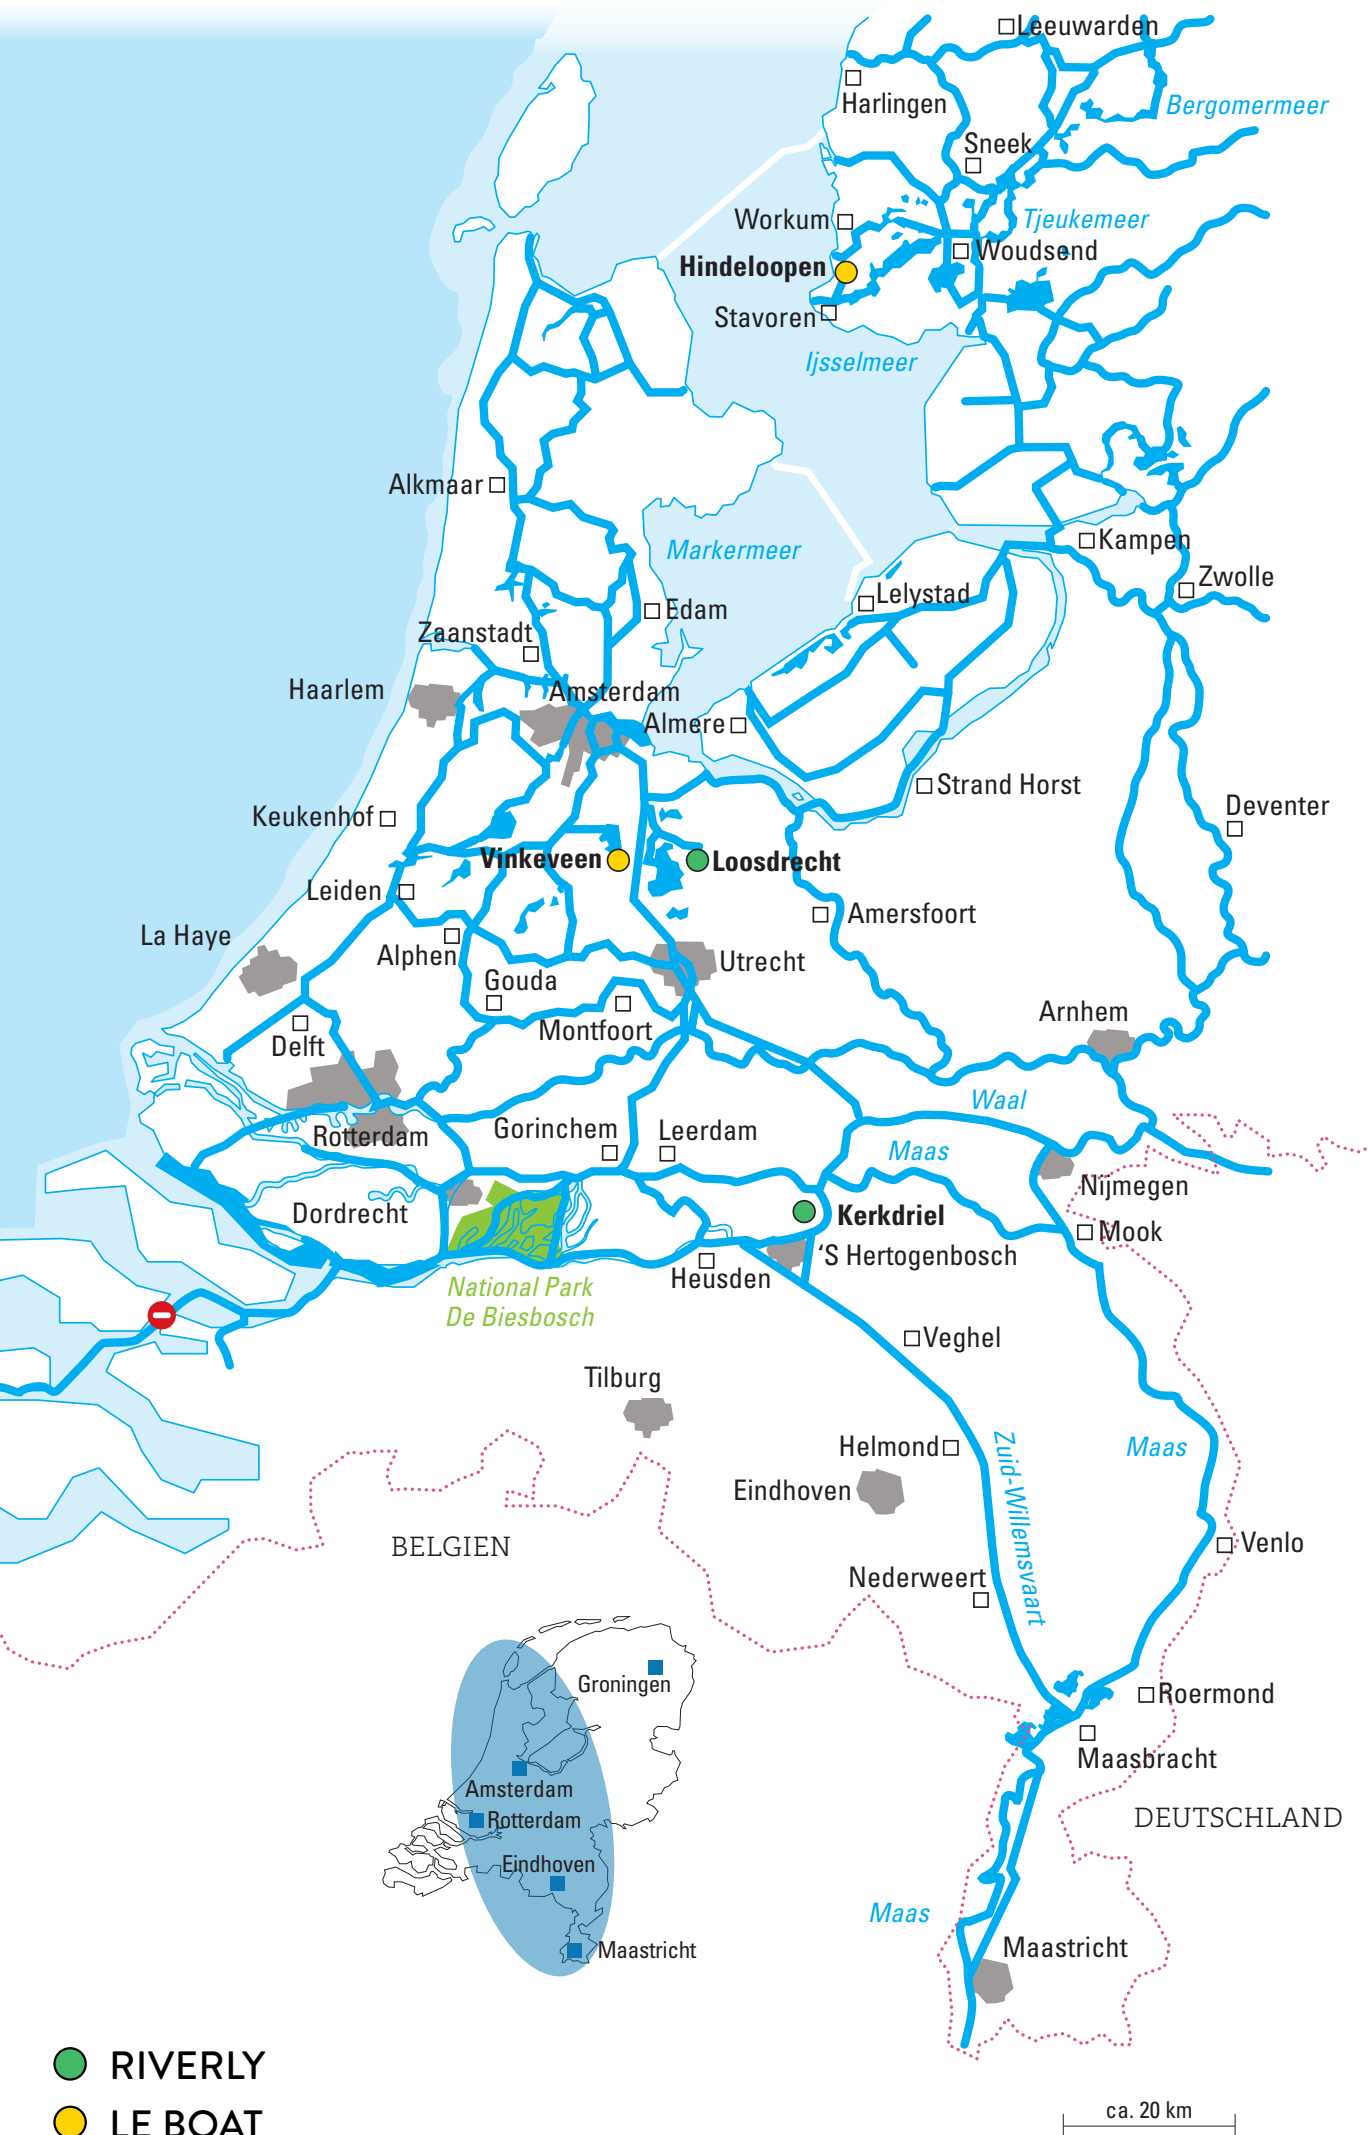 Leeuwarden
Harlingen
Bergomermeer
Sneek
Workum
Tjeukemeer
Woudsend
Hindeloopen
Stavoren
Ijsselmeer
Alkmaar
Markermeer
Kampen
Zwolle
Lelystad
Edam
Zaanstadt
Haarlem
Amsterdam
Almere
Strand Horst
Deventer
Keukenhof
Vinkeveen
Loosdrecht
Leiden
Amersfoort
La Haye
Alphen
Utrecht
Gouda
Montfoort
Arnhem
Delft
Waal
Rotterdam
Gorinchem
Leerdam
Maas
Nijmegen
Dordrecht
Kerkdriel
Mook
'S Hertogenbosch
Heusden
National Park
De Biesbosch
Veghel
Tilburg
Helmond
Zuid-Willemsvaart
Maas
Eindhoven
BELGIEN
Venlo
Nederweert
Groningen
Roermond
Maasbracht
Amsterdam
Rotterdam
DEUTSCHLAND
Eindhoven
Maas
Maastricht
Maastricht
RIVERLY
LE BOAT
ca. 20 km